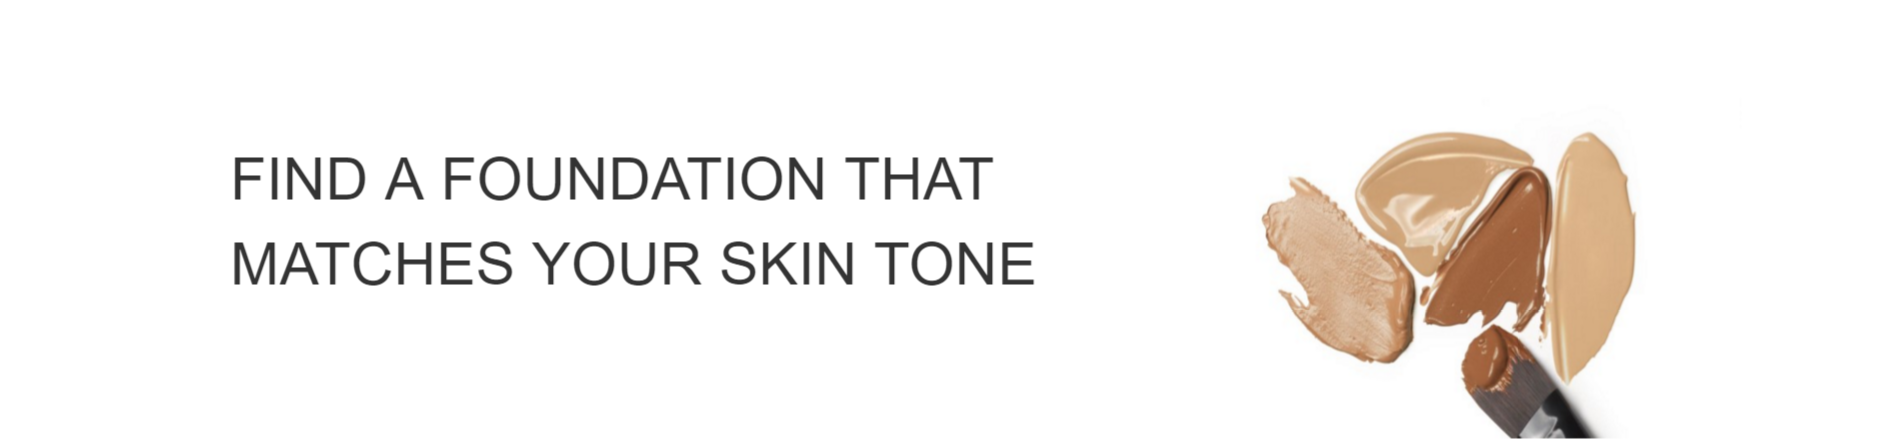 FIND A FOUNDATION THAT
MATCHES YOUR SKIN TONE